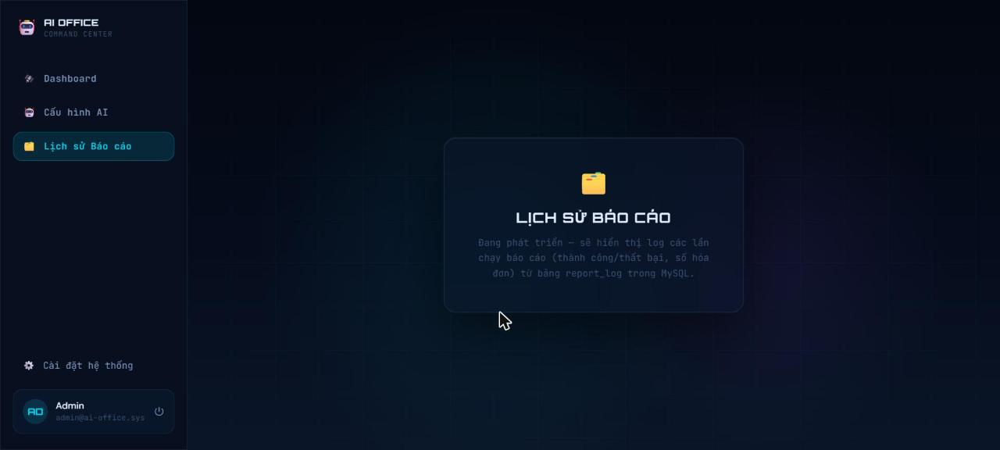 AI OFFICE
COMMAND CENTER
Dashboard
Cấu hình AI
Lịch sử Báo cáo
LỊCH SỬ BÁO CÁO
Đang phát triển — sẽ hiển thị log các lần
chạy báo cáo (thành công/thất bại, số hóa
đơn) từ bảng report_log trong MySQL.
Cài đặt hệ thống
AD
Admin
admin@ai-office.sys